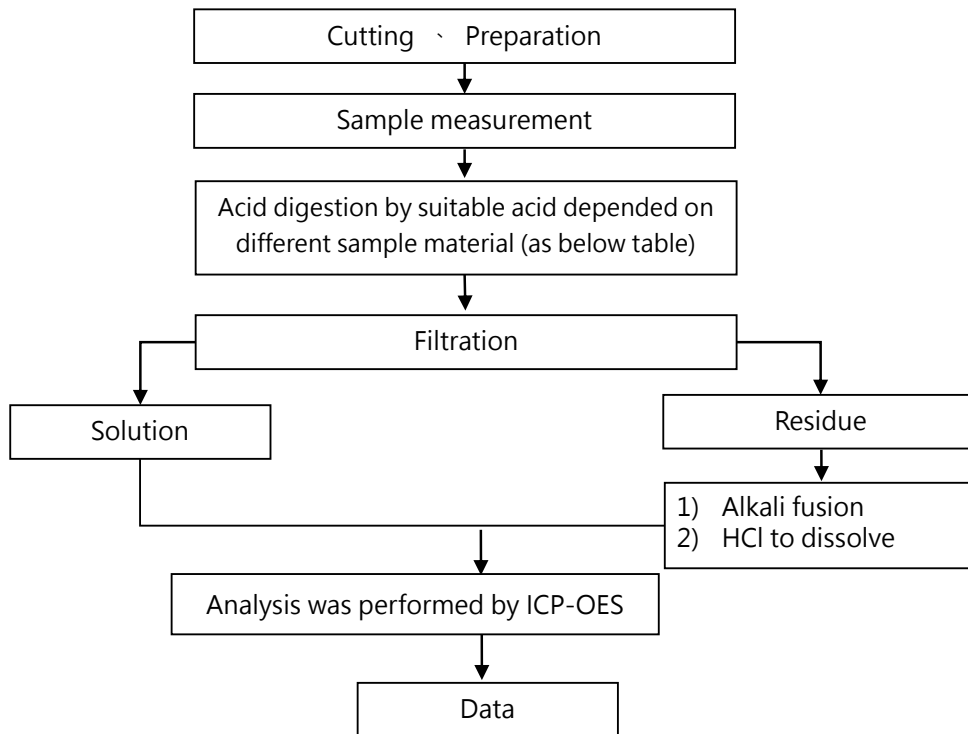 Cutting 、 Preparation
Sample measurement
Acid digestion by suitable acid depended on
different sample material (as below table)
Filtration
Solution
Residue
1) Alkali fusion
2) HCl to dissolve
Analysis was performed by ICP-OES
Data